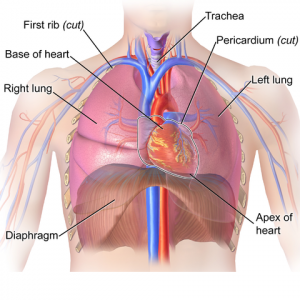 Trachea
First rib (cut)
Pericardium (cut)
Base of heart
Left lung
Right lung
Apex of
heart
Diaphragm